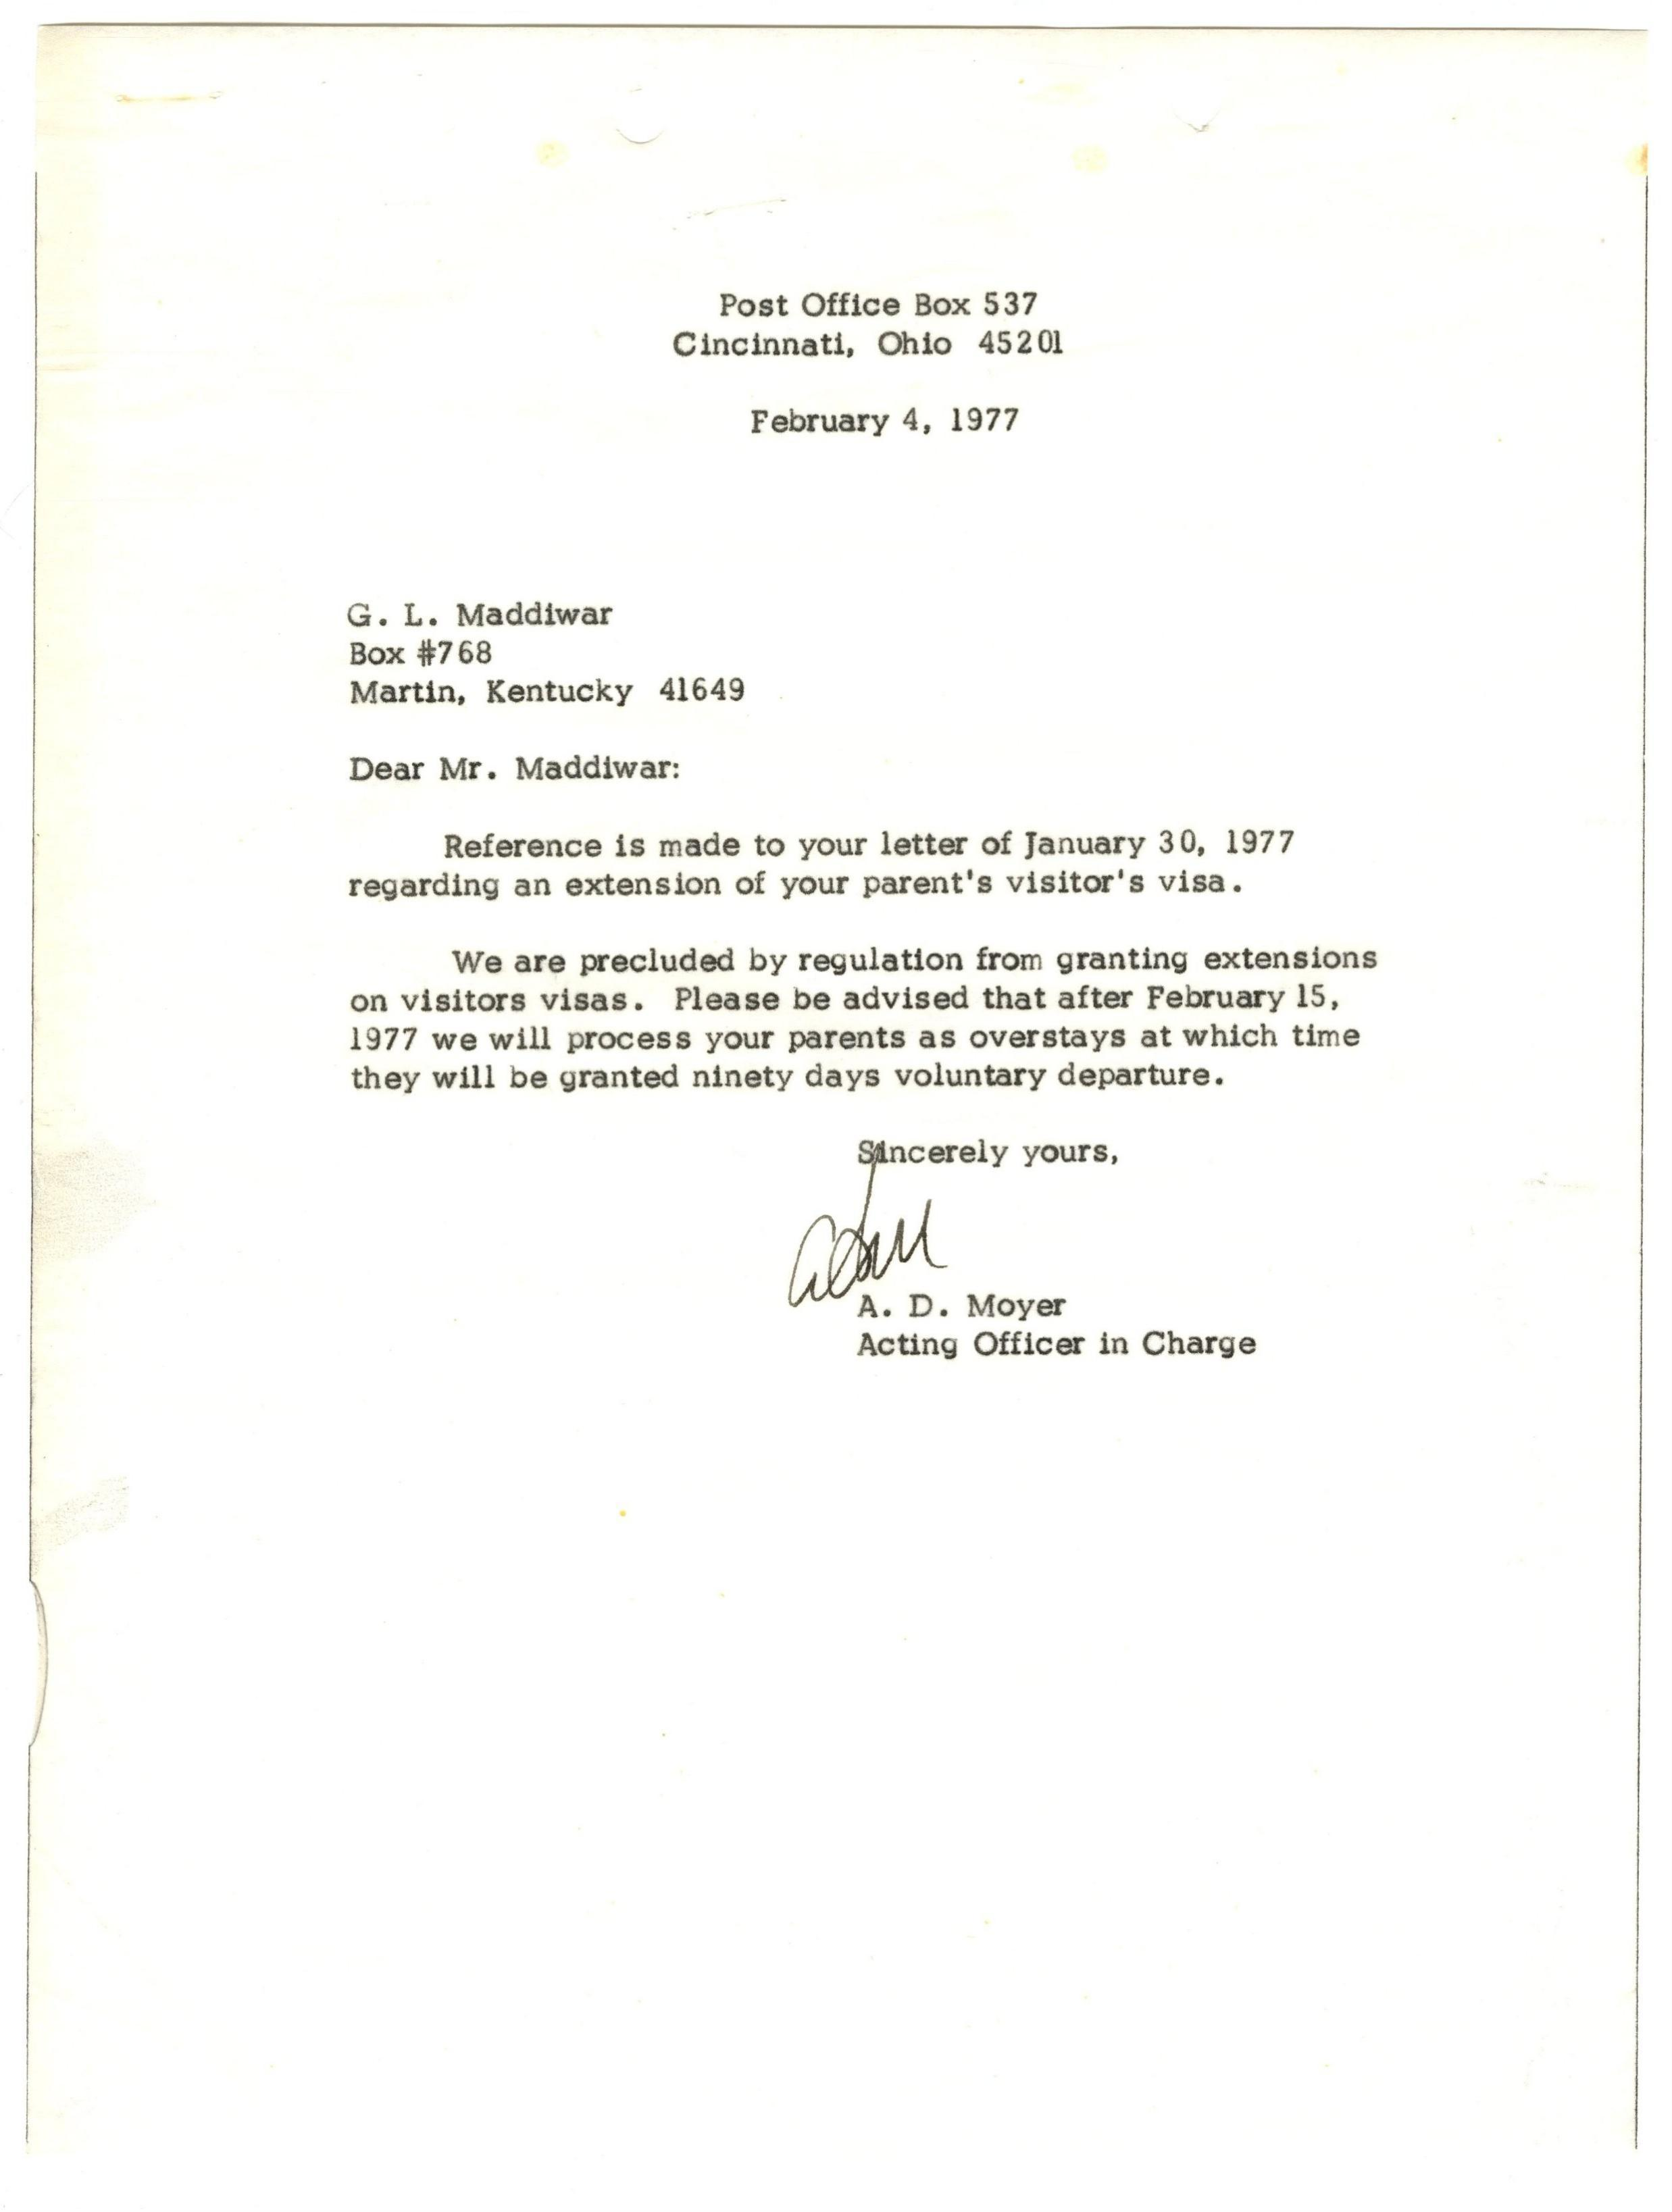 Post Office Box 537
Cincinnati, Ohio 45201
February 4, 1977
G. L. Maddiwar
Box #768
Martin, Kentucky 41649
Dear Mr. Maddiwar:
Reference is made to your letter of January 30, 1977
regarding an extension of your parent's visitor's visa.
We are precluded by regulation from granting extensions
on visitors visas. Please be advised that after February 15,
1977 we will process your parents as overstays at which time
they will be granted ninety days voluntary departure.
Sincerely yours,
A. D. Moyer
Acting Officer in Charge